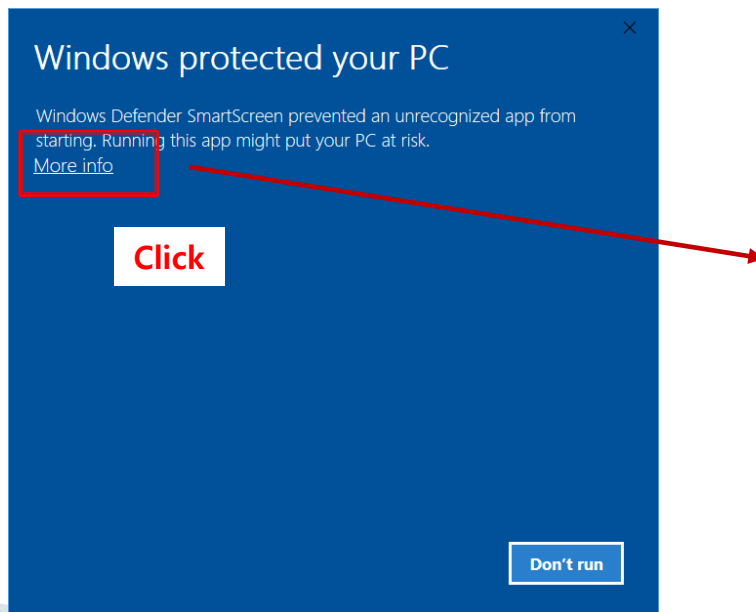 Windows protected your PC
Windows Defender SmartScreen prevented an unrecognized app from
starting. Running this app might put your PC at risk.
More info
Click
Don't run